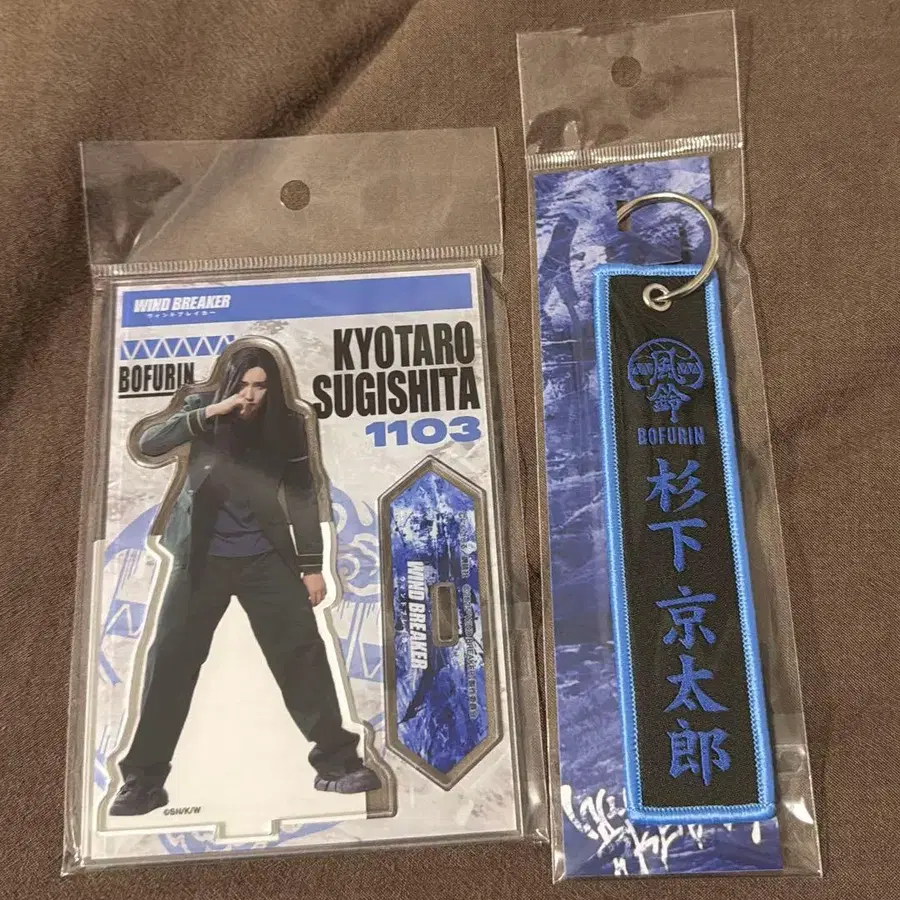 WIND BREAKER
ウィンドブレイカー
BOFURIN
KYOTARO
SUGISHITA
1103
WIND BREAKER
©SN/K/W
風鈴
BOFURIN
杉下 京太郎